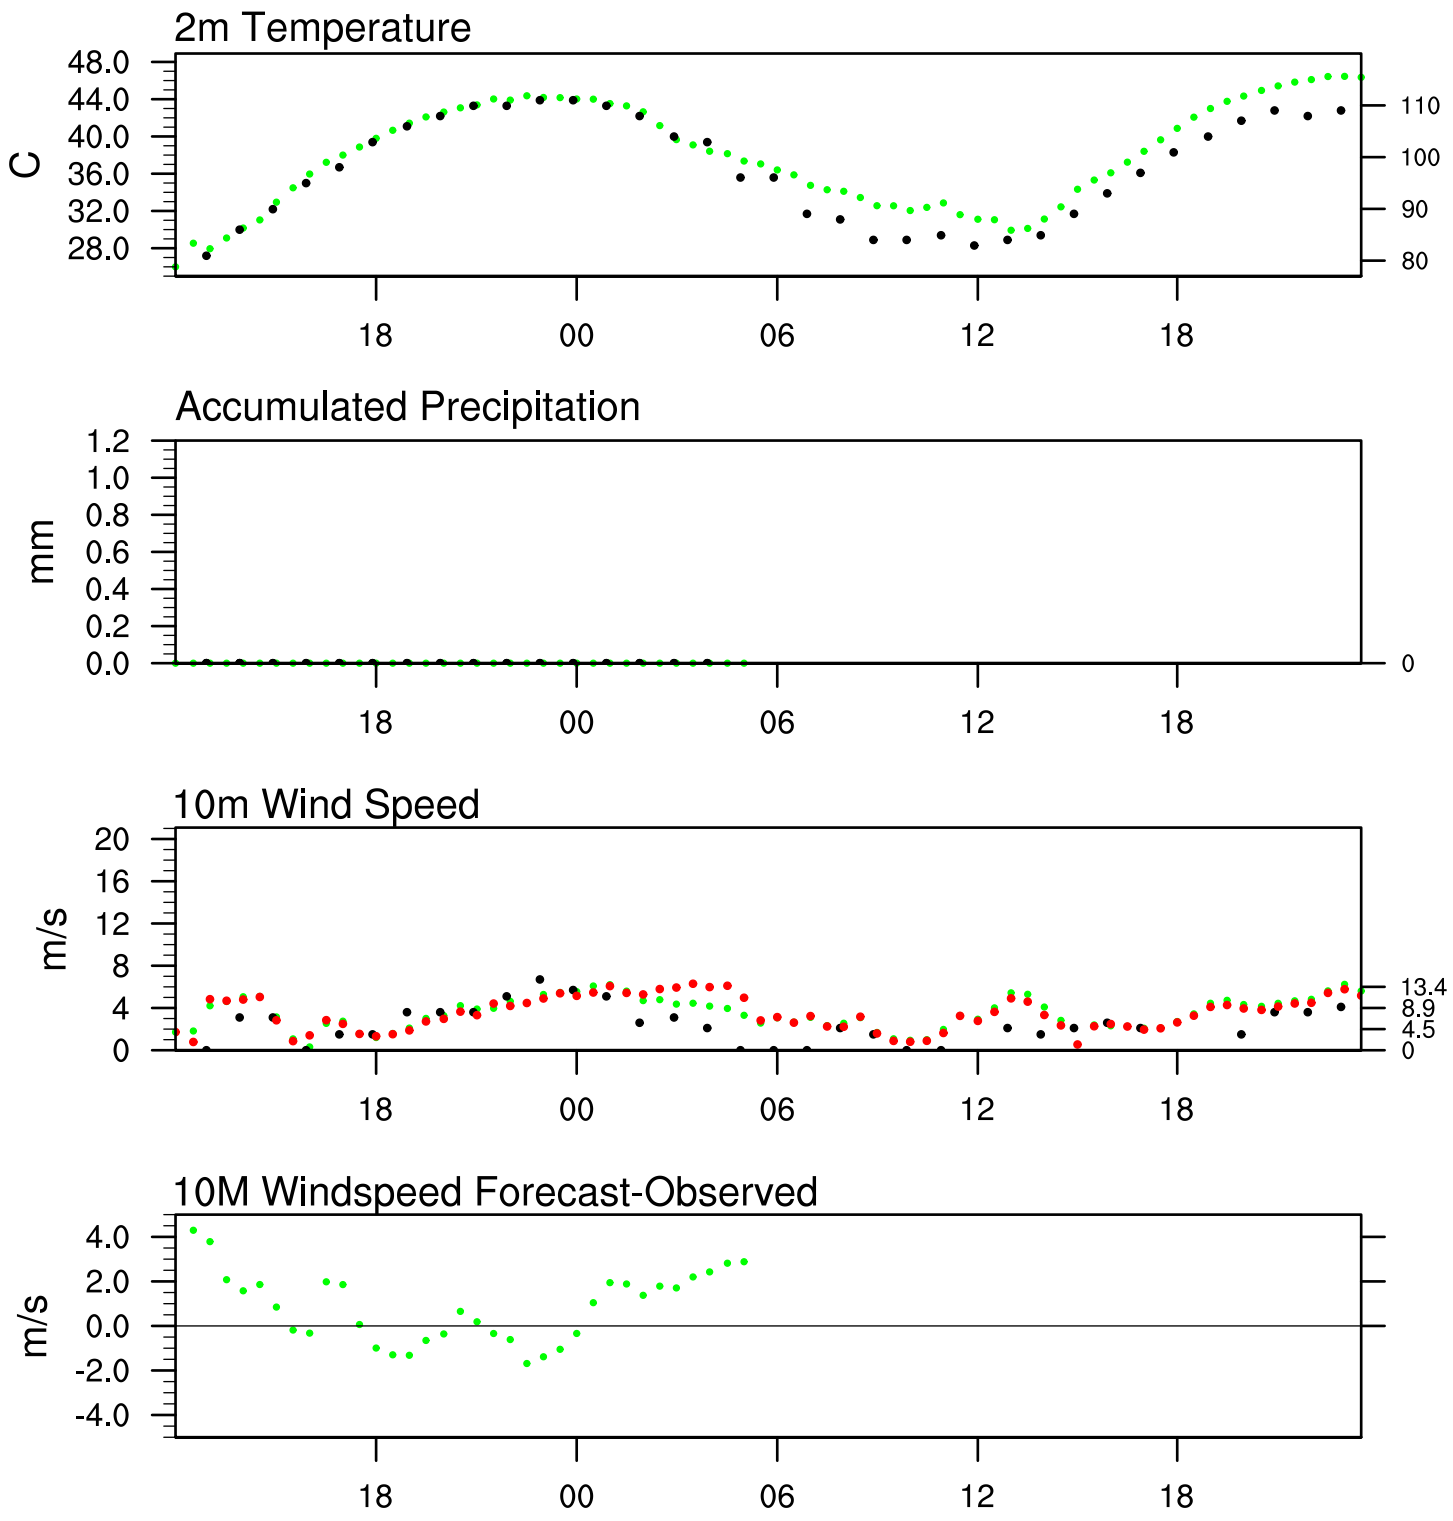 2m Temperature
48.0
44.0
40.0
36.0
32.0
28.0
C
110
100
90
80
18 00 06 12 18
Accumulated Precipitation
1.2
1.0
0.8
0.6
0.4
0.2
0.0
mm
0
18 00 06 12 18
10m Wind Speed
20
16
12
8
4
0
m/s
13.4
8.9
4.5
0
18 00 06 12 18
10M Windspeed Forecast-Observed
4.0
2.0
0.0
-2.0
-4.0
m/s
18 00 06 12 18